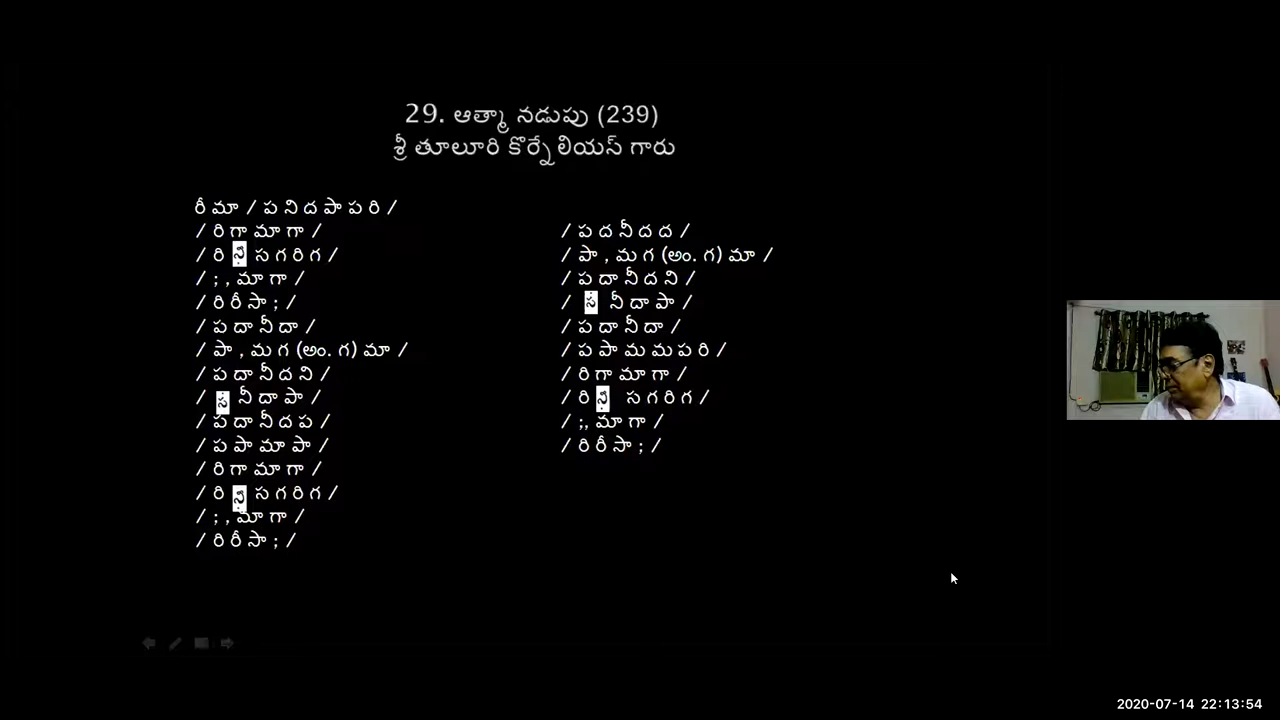 29. ఆత్మా నడుపు (239)
శ్రీ తూలూరి కొర్నేలియస్ గారు
రీ మా / ప ని ద పా ప రి /
/ రి గా మా గా /
/ రి ని స గ రి గ /
/ ; , మా గా /
/ రి రీ సా ; /
/ ప దా నీ దా /
/ పా , మ గ (అం. గ) మా /
/ ప దా నీ ద ని /
/ స నీ దా పా /
/ ప దా నీ ద ప /
/ ప పా మా పా /
/ రి గా మా గా /
/ రి ని స గ రి గ /
/ ; , మా గా /
/ రి రీ సా ; /
/ ప ద నీ ద ద /
/ పా , మ గ (అం. గ) మా /
/ ప దా నీ ద ని /
/ స నీ దా పా /
/ ప దా నీ దా /
/ ప పా మ మ ప రి /
/ రి గా మా గా /
/ రి ని స గ రి గ /
/ ;, మా గా /
/ రి రీ సా ; /
2020-07-14 22:13:54